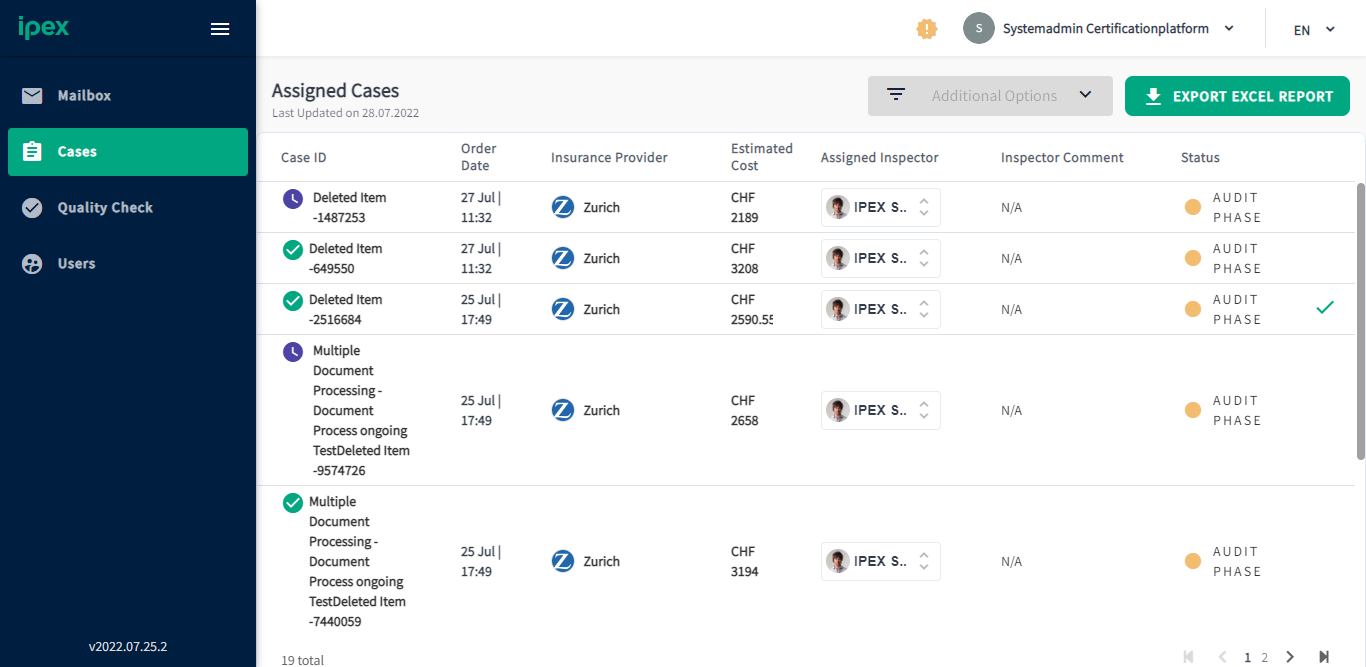 ipex
Systemadmin Certificationplatform
S
EN
Mailbox
Cases
Quality Check
Users
v2022.07.25.2
Assigned Cases
Last Updated on 28.07.2022
Additional Options
EXPORT EXCEL REPORT
Case ID
Order
Date
Insurance Provider
Estimated
Cost
Assigned Inspector
Inspector Comment
Status
Deleted Item
-1487253
27 Jul |
11:32
Zurich
CHF
2189
IPEX S..
N/A
AUDIT
PHASE
Deleted Item
-649550
27 Jul |
11:32
Zurich
CHF
3208
IPEX S..
N/A
AUDIT
PHASE
Deleted Item
-2516684
25 Jul |
17:49
Zurich
CHF
2590.55
IPEX S..
N/A
AUDIT
PHASE
Multiple
Document
Processing -
Document
Process ongoing
TestDeleted Item
-9574726
25 Jul |
17:49
Zurich
CHF
2658
IPEX S..
N/A
AUDIT
PHASE
Multiple
Document
Processing -
Document
Process ongoing
TestDeleted Item
-7440059
25 Jul |
17:49
Zurich
CHF
3194
IPEX S..
N/A
AUDIT
PHASE
19 total
1 2